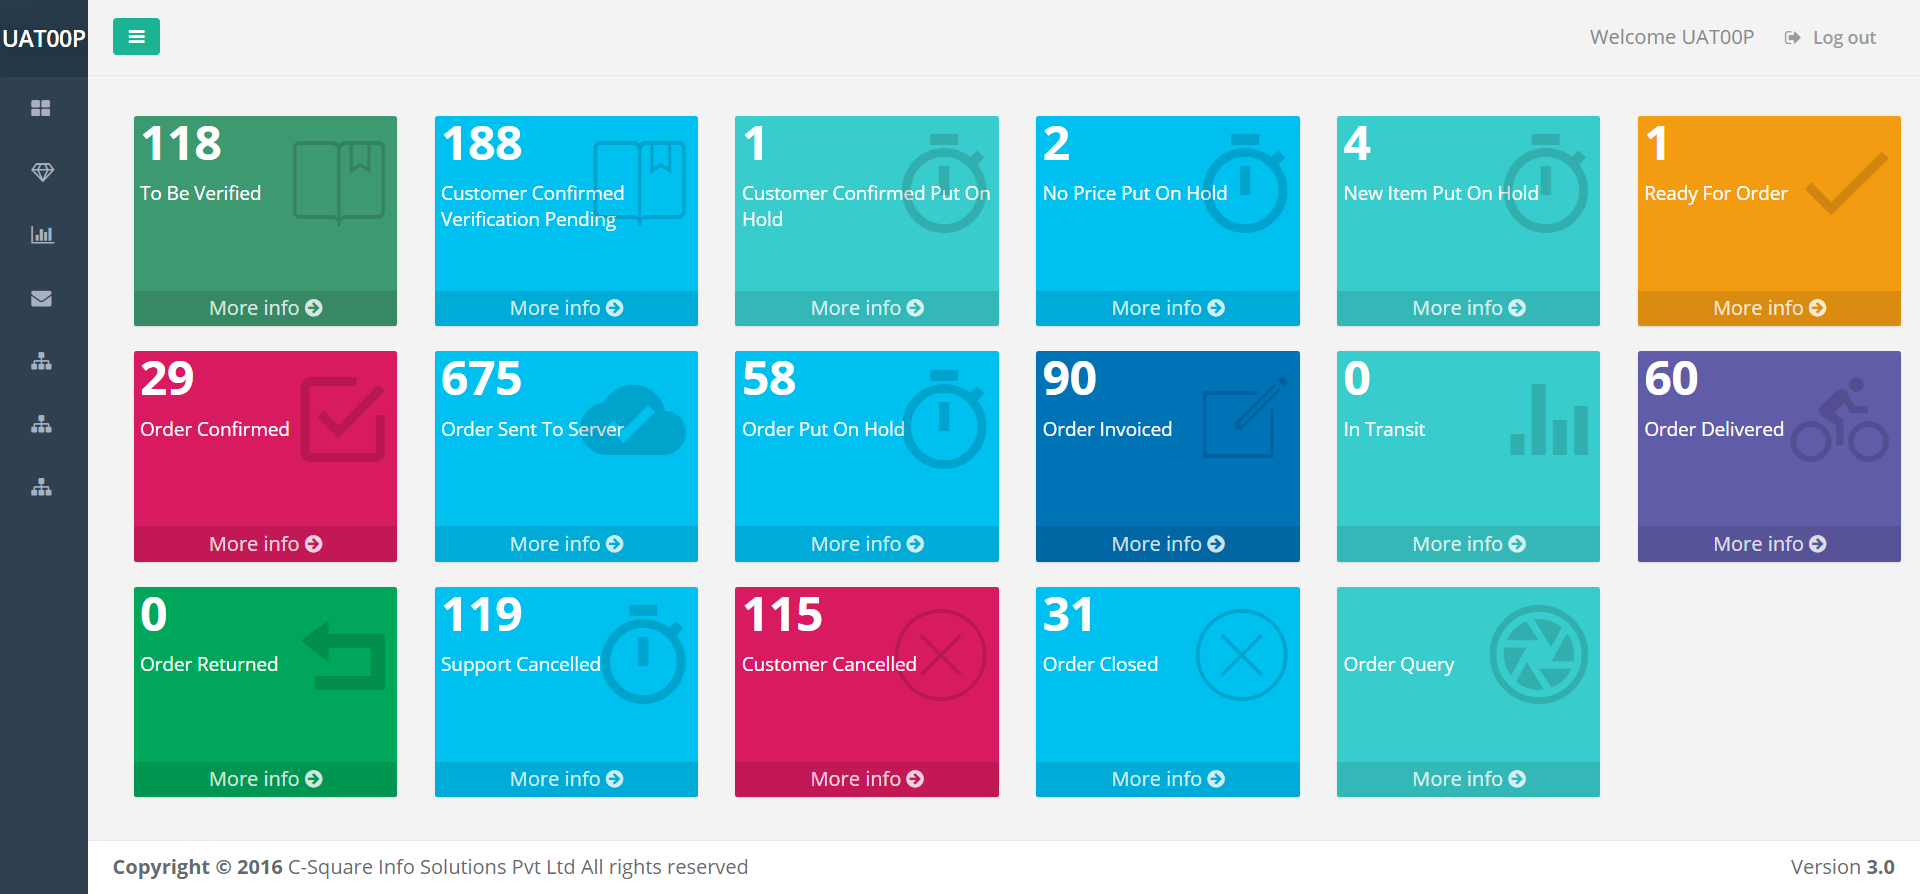 UAT00P
Welcome UAT00P
Log out
118
To Be Verified
More info
188
Customer Confirmed
Verification Pending
More info
1
Customer Confirmed Put On
Hold
More info
2
No Price Put On Hold
More info
4
New Item Put On Hold
More info
1
Ready For Order
More info
29
Order Confirmed
More info
675
Order Sent To Server
More info
58
Order Put On Hold
More info
90
Order Invoiced
More info
0
In Transit
More info
60
Order Delivered
More info
0
Order Returned
More info
119
Support Cancelled
More info
115
Customer Cancelled
More info
31
Order Closed
More info
Order Query
More info
Copyright © 2016 C-Square Info Solutions Pvt Ltd All rights reserved
Version 3.0